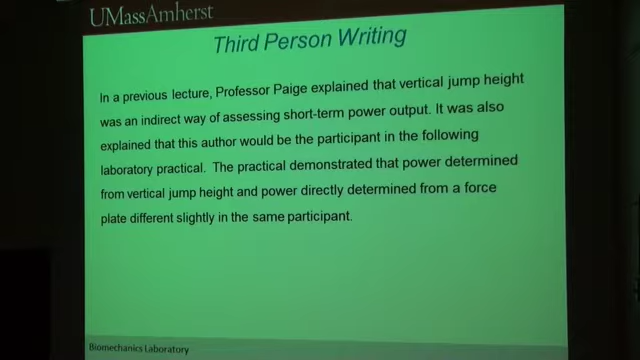 UMassAmherst
Third Person Writing
In a previous lecture, Professor Paige explained that vertical jump height
was an indirect way of assessing short-term power output. It was also
explained that this author would be the participant in the following
laboratory practical. The practical demonstrated that power determined
from vertical jump height and power directly determined from a force
plate different slightly in the same participant.
Biomechanics Laboratory